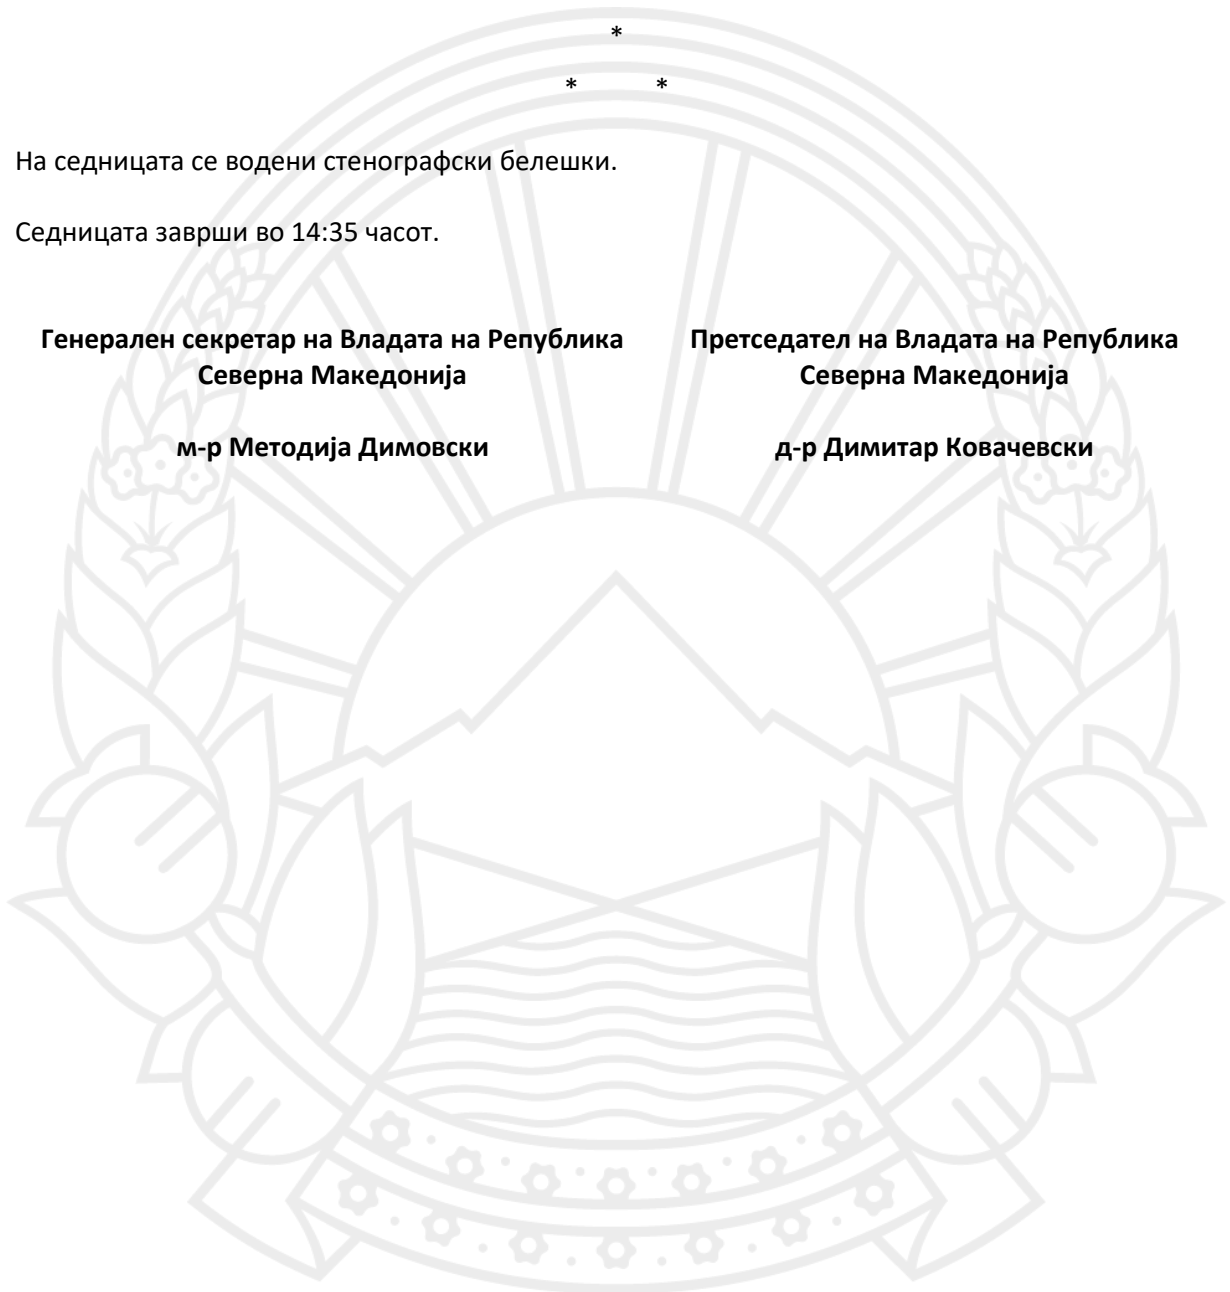 *
* *
На седницата се водени стенографски белешки.
Седницата заврши во 14:35 часот.
Генерален секретар на Владата на Република
Северна Македонија
м-р Методија Димовски
Претседател на Владата на Република
Северна Македонија
д-р Димитар Ковачевски